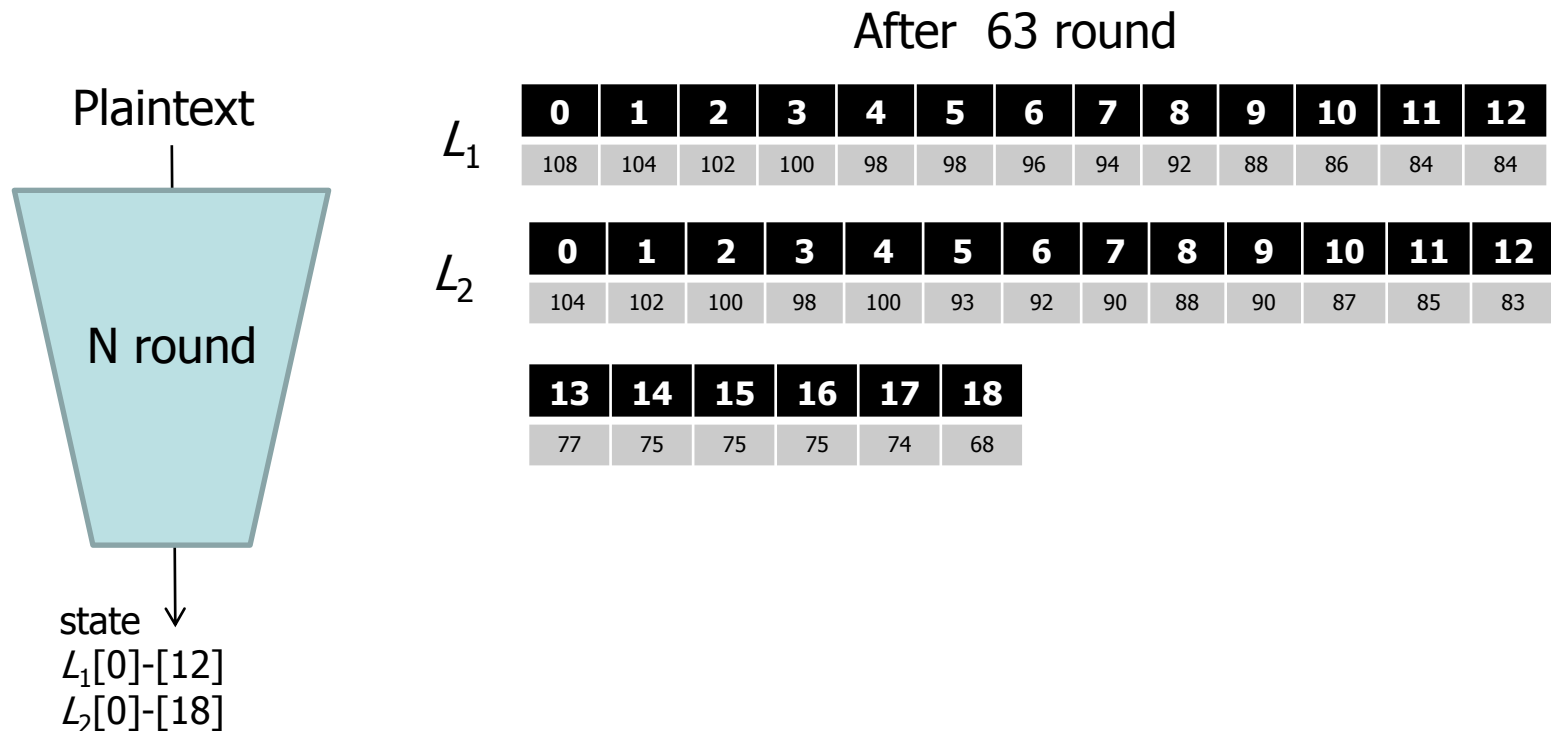 After 63 round
Plaintext
N round
state
L1[0]-[12]
L2[0]-[18]
L1
0 1 2 3 4 5 6 7 8 9 10 11 12
108 104 102 100 98 98 96 94 92 88 86 84 84
L2
0 1 2 3 4 5 6 7 8 9 10 11 12
104 102 100 98 100 93 92 90 88 90 87 85 83
13 14 15 16 17 18
77 75 75 75 74 68